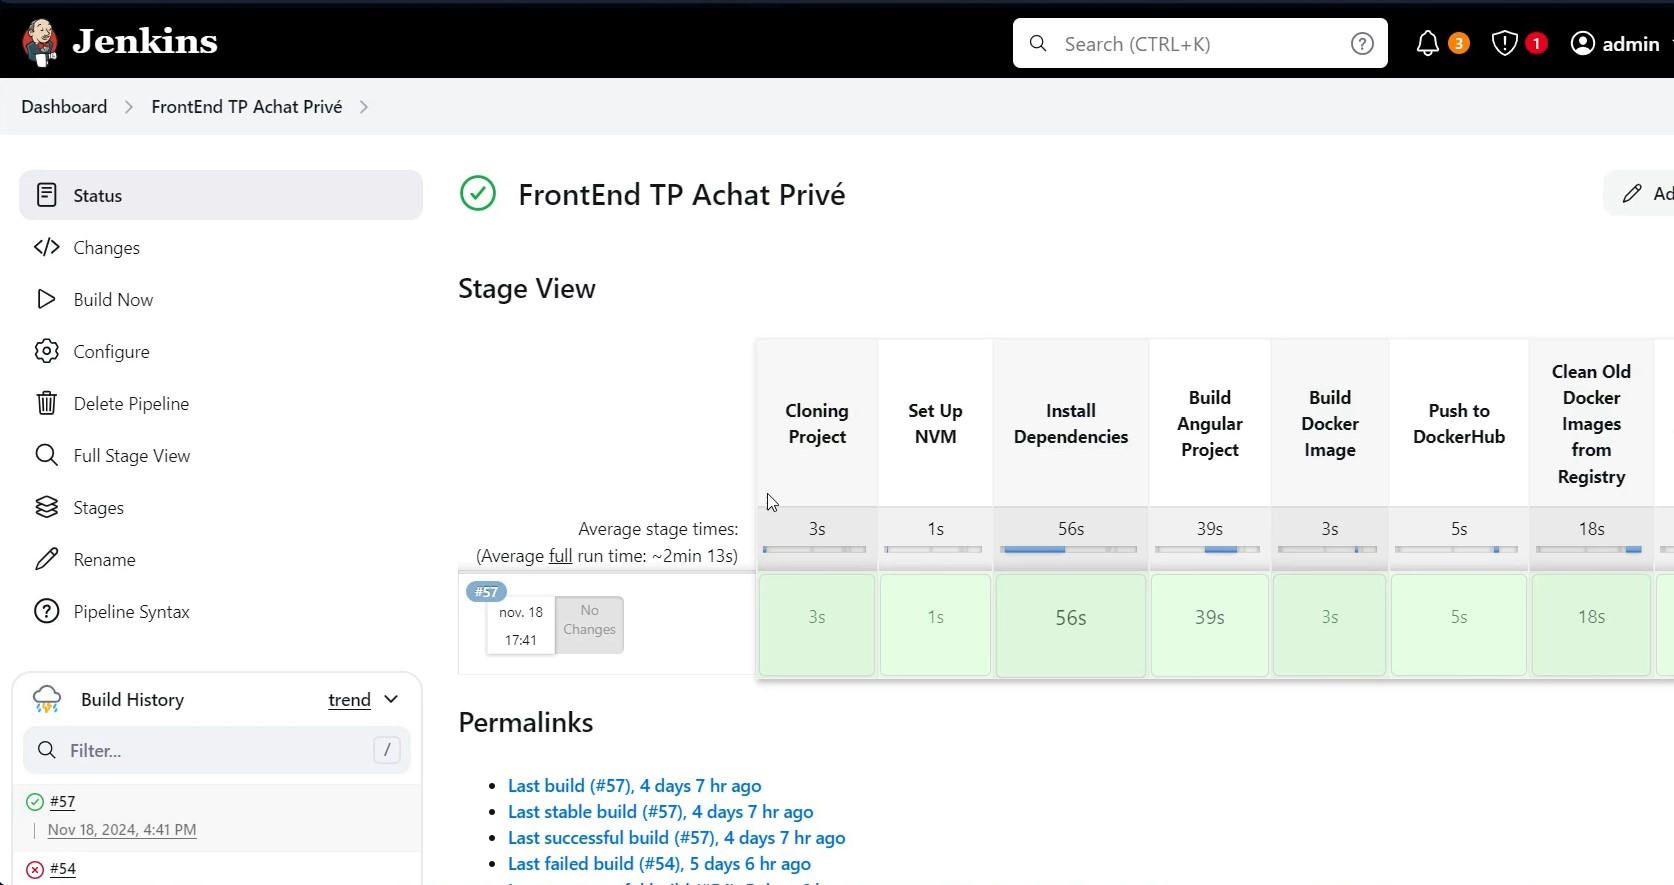 Jenkins
Search (CTRL+K)
?
3
1
admin
Dashboard
FrontEnd TP Achat Privé
Status
Changes
Build Now
Configure
Delete Pipeline
Full Stage View
Stages
Rename
Pipeline Syntax
FrontEnd TP Achat Privé
Ad
Stage View
Cloning
Project
Set Up
NVM
Install
Dependencies
Build
Angular
Project
Build
Docker
Image
Push to
DockerHub
Clean Old
Docker
Images
from
Registry
Average stage times:
(Average full run time: ~2min 13s)
3s
1s
56s
39s
3s
5s
18s
#57
nov. 18
17:41
No
Changes
3s
1s
56s
39s
3s
5s
18s
Build History
trend
Filter...
/
#57
Nov 18, 2024, 4:41 PM
#54
Permalinks
Last build (#57), 4 days 7 hr ago
Last stable build (#57), 4 days 7 hr ago
Last successful build (#57), 4 days 7 hr ago
Last failed build (#54), 5 days 6 hr ago